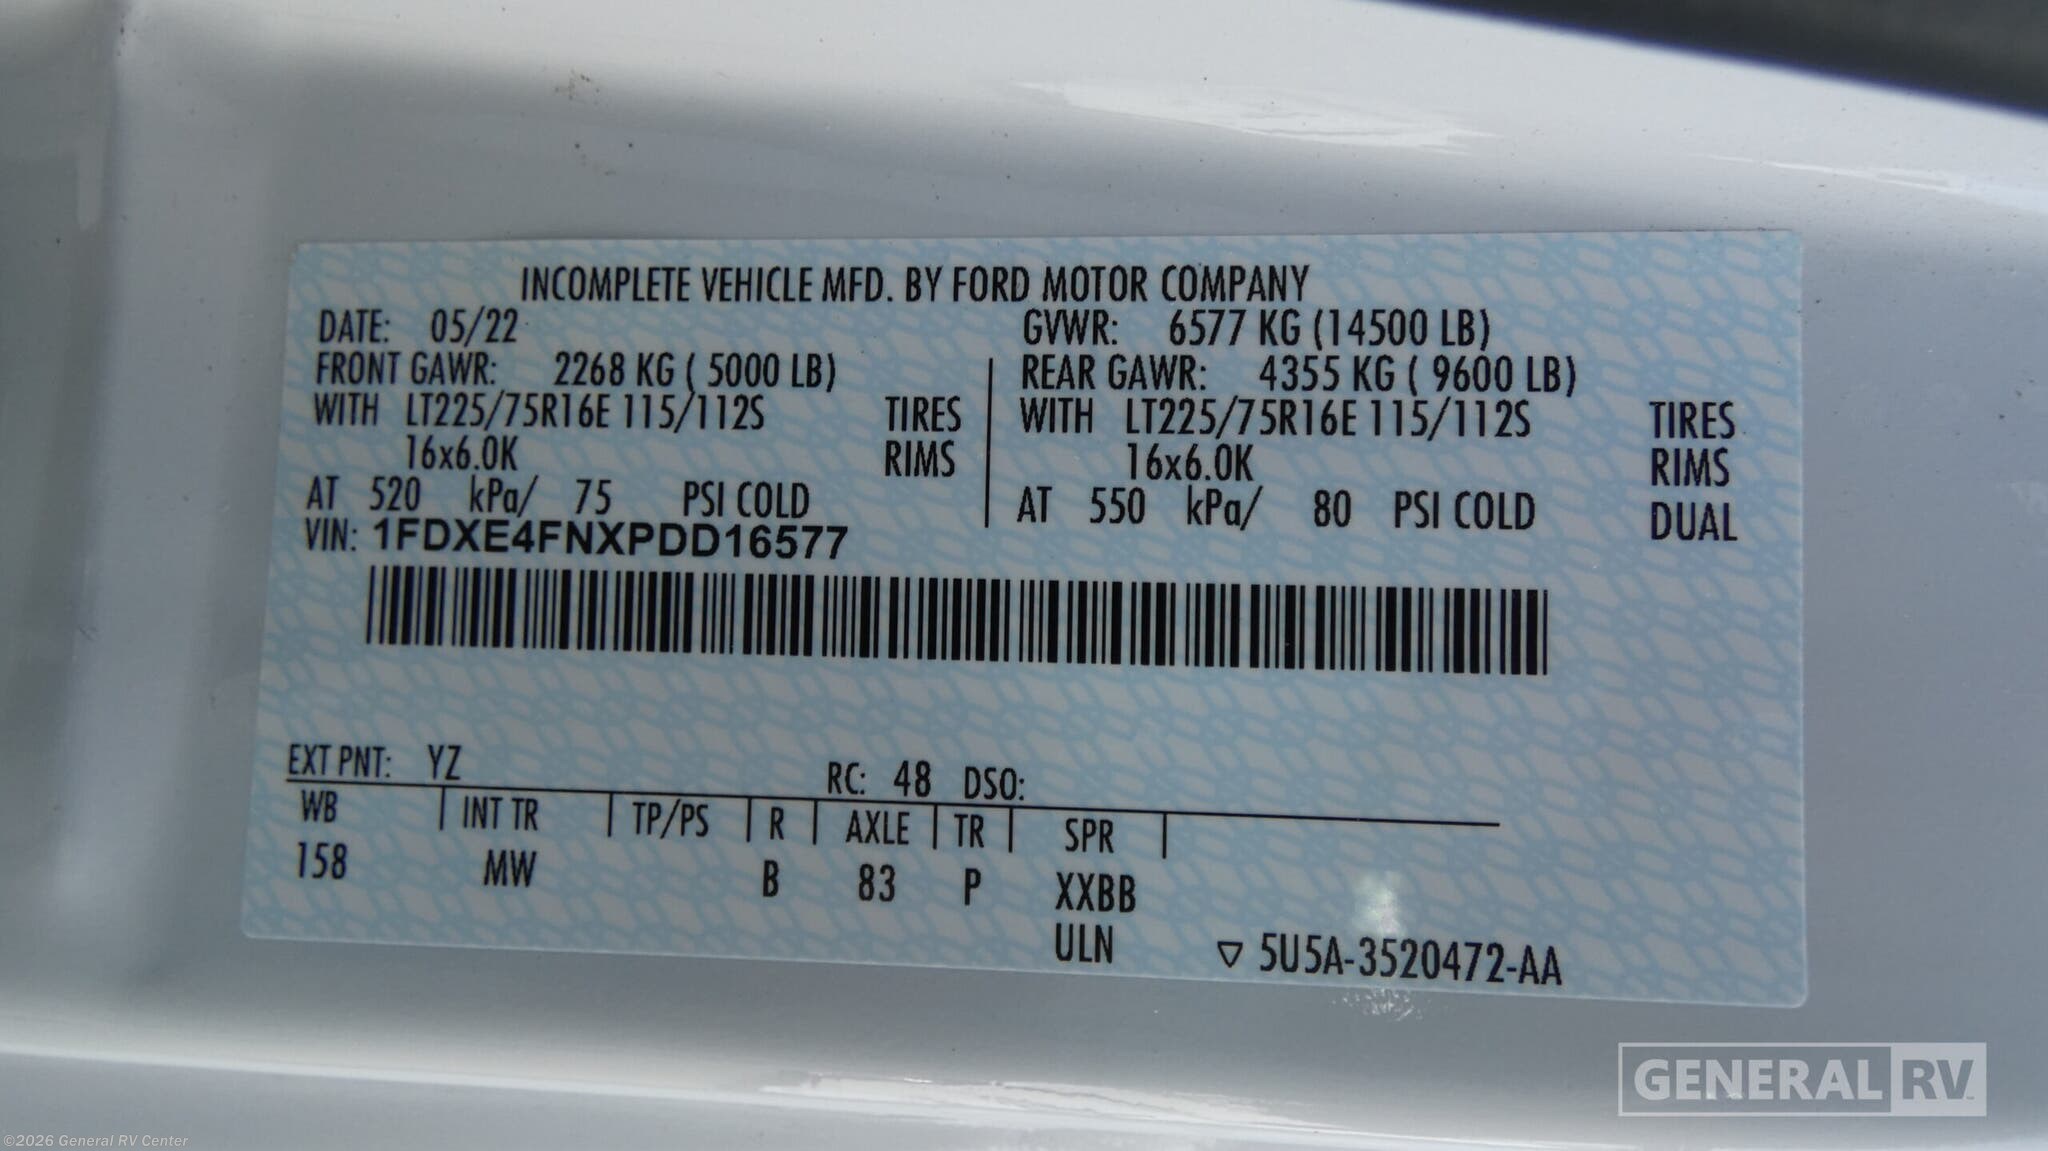 INCOMPLETE VEHICLE MFD. BY FORD MOTOR COMPANY
DATE: 05/22 GVWR: 6577 KG (14500 LB)
FRONT GAWR: 2268 KG ( 5000 LB) REAR GAWR: 4355 KG ( 9600 LB)
WITH LT225/75R16E 115/112S TIRES WITH LT225/75R16E 115/112S TIRES
16x6.0K RIMS 16x6.0K RIMS
AT 520 kPa/ 75 PSI COLD AT 550 kPa/ 80 PSI COLD DUAL
VIN: 1FDXE4FNXPDD16577
EXT PNT: YZ RC: 48 DSO:
WB INT TR TP/PS R AXLE TR SPR
158 MW B 83 P XXBB
ULN ▽ 5U5A-3520472-AA
GENERAL RV
©2026 General RV Center